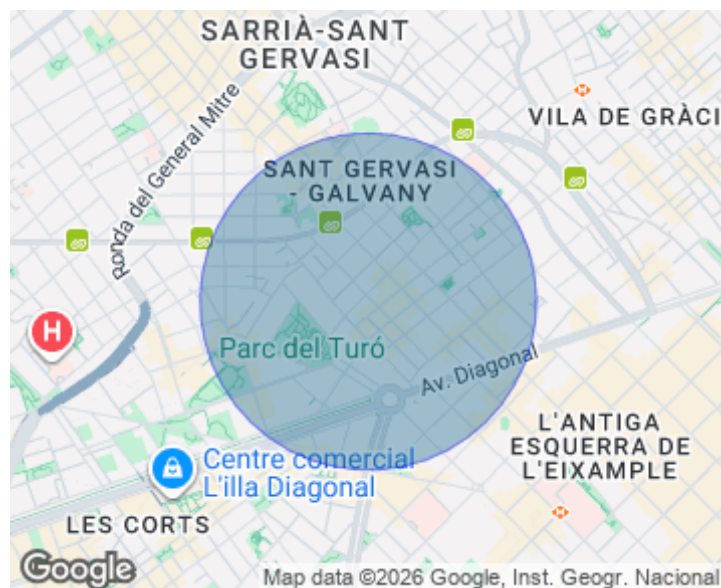 SARRIÀ-SANT
GERVASI
Ronda del General Mitre
VILA DE GRÀCI
SANT GERVASI
- GALVANY
H
Parc del Turó
Av. Diagonal
L'ANTIGA
ESQUERRA DE
L'EIXAMPLE
Centre comercial
L'illa Diagonal
LES CORTS
Google
Map data ©2026 Google, Inst. Geogr. Nacional